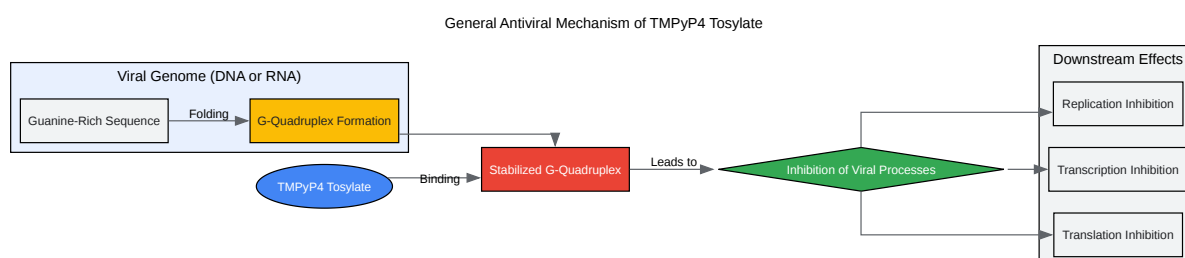 General Antiviral Mechanism of TMPyP4 Tosylate
Viral Genome (DNA or RNA)
Guanine-Rich Sequence
Folding
G-Quadruplex Formation
TMPyP4 Tosylate
Binding
Stabilized G-Quadruplex
Leads to
Inhibition of Viral Processes
Downstream Effects
Replication Inhibition
Transcription Inhibition
Translation Inhibition